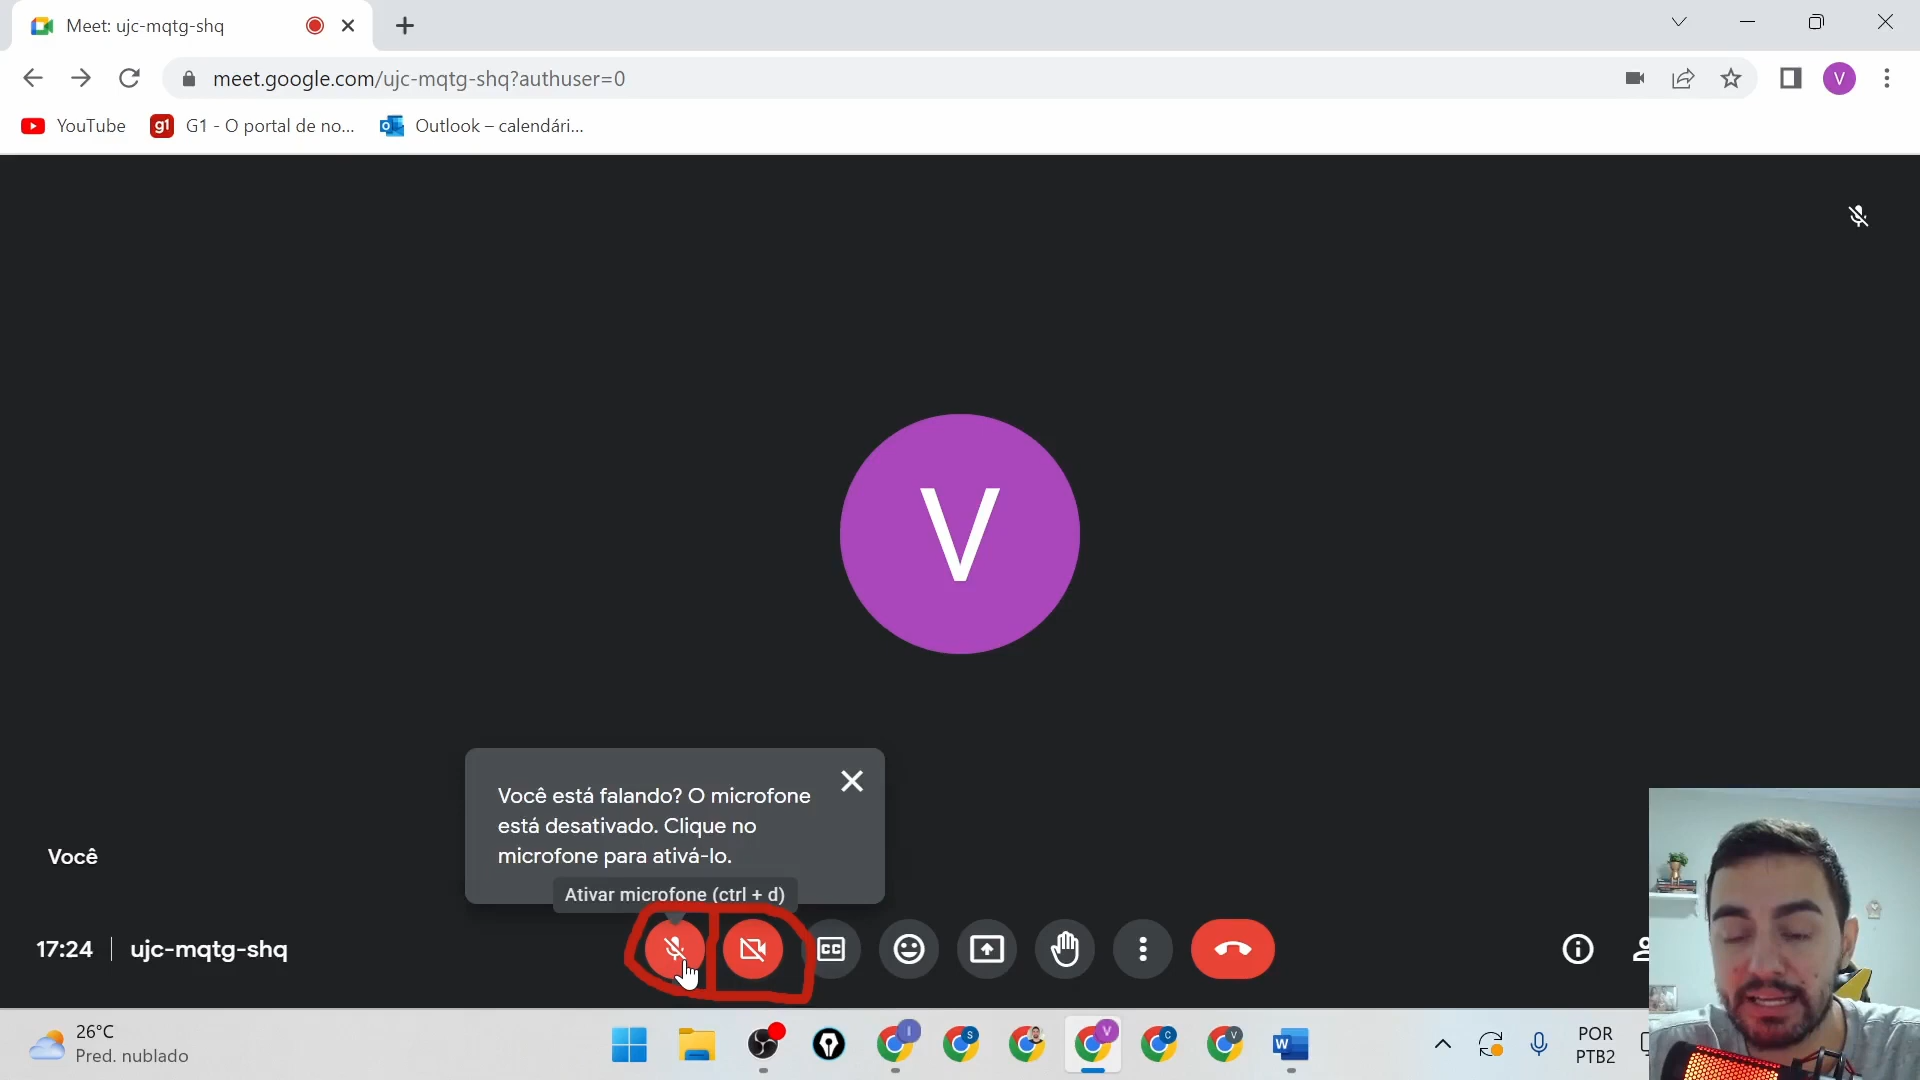 Meet: ujc-mqtg-shq
meet.google.com/ujc-mqtg-shq?authuser=0
V
YouTube
g1
G1 - O portal de no...
Outlook – calendári...
V
Você está falando? O microfone
está desativado. Clique no
microfone para ativá-lo.
Você
Ativar microfone (ctrl + d)
17:24
ujc-mqtg-shq
CC
26°C
Pred. nublado
I
S
V
C
V
W
POR
PTB2